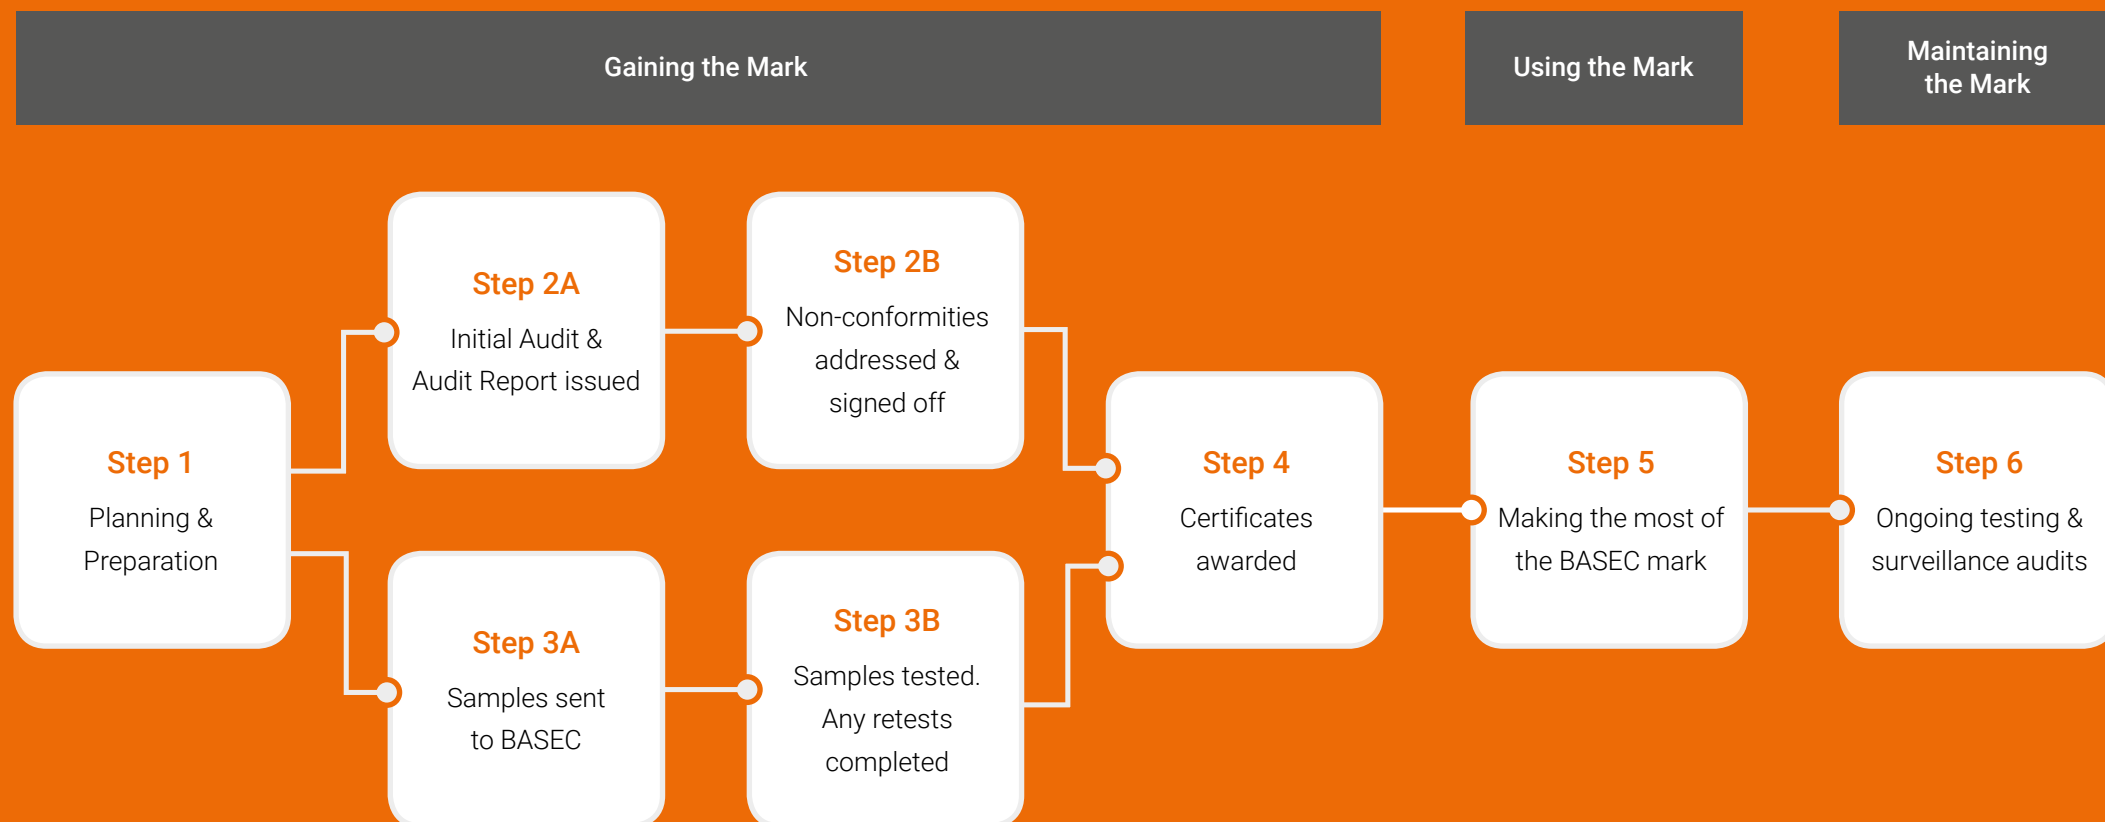 Gaining the Mark
Using the Mark
Maintaining
the Mark
Step 1
Planning &
Preparation
Step 2A
Initial Audit &
Audit Report issued
Step 2B
Non-conformities
addressed &
signed off
Step 3A
Samples sent
to BASEC
Step 3B
Samples tested.
Any retests
completed
Step 4
Certificates
awarded
Step 5
Making the most of
the BASEC mark
Step 6
Ongoing testing &
surveillance audits